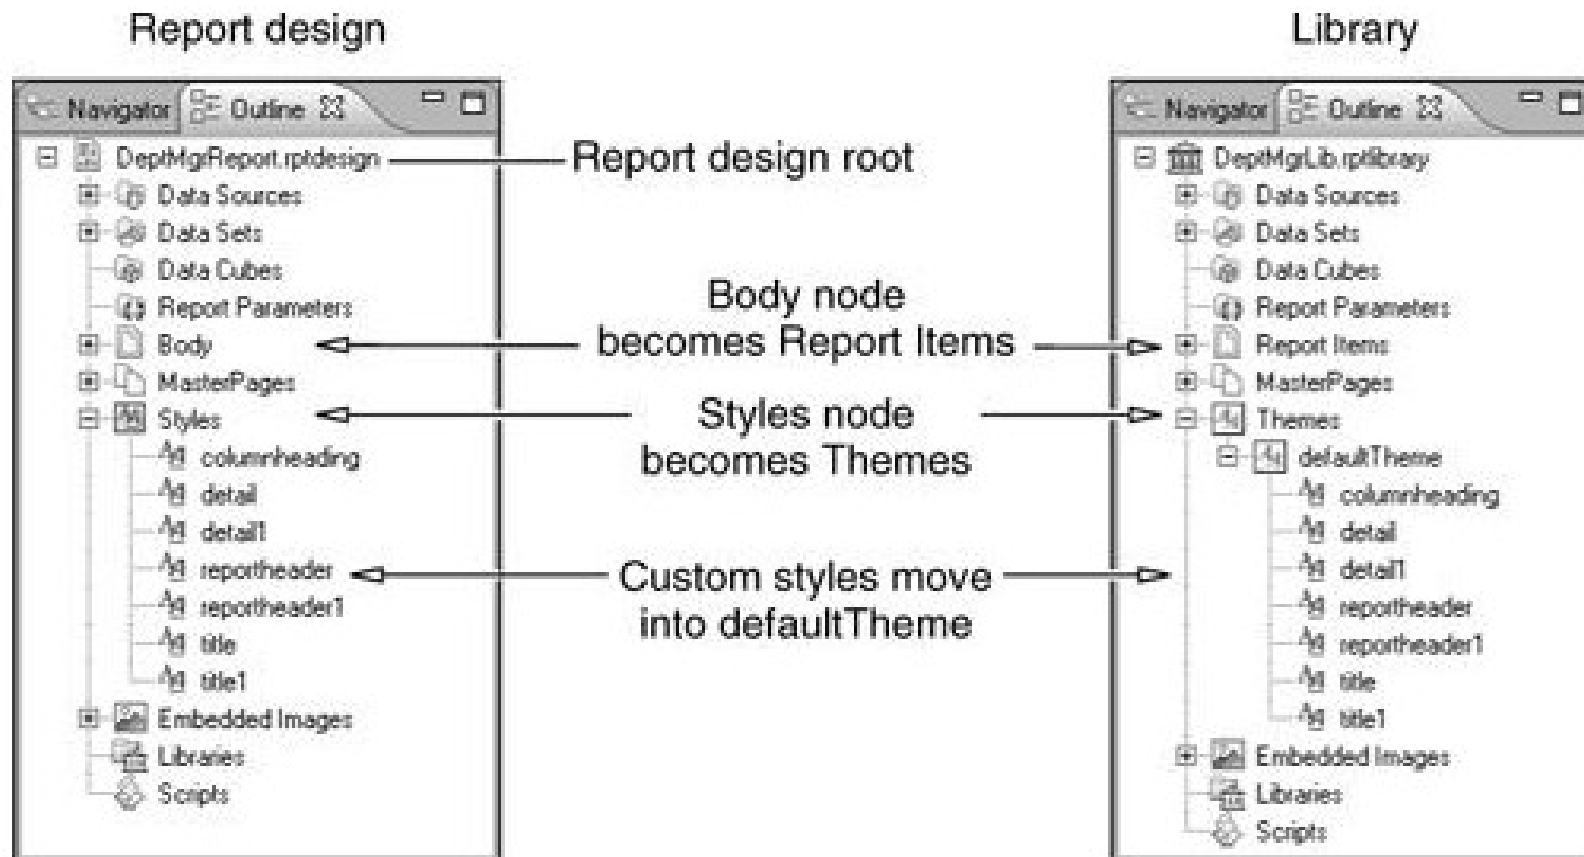 Report design
Navigator Outline
DeptMgrReport.rptdesign
Data Sources
Data Sets
Data Cubes
Report Parameters
Body
MasterPages
Styles
columnheading
detail
detail1
reportheader
reportheader1
title
title1
Embedded Images
Libraries
Scripts
Report design root
Body node
becomes Report Items
Styles node
becomes Themes
Custom styles move
into defaultTheme
Library
Navigator Outline
DeptMgrLib.rptlibrary
Data Sources
Data Sets
Data Cubes
Report Parameters
Report Items
MasterPages
Themes
defaultTheme
columnheading
detail
detail1
reportheader
reportheader1
title
title1
Embedded Images
Libraries
Scripts